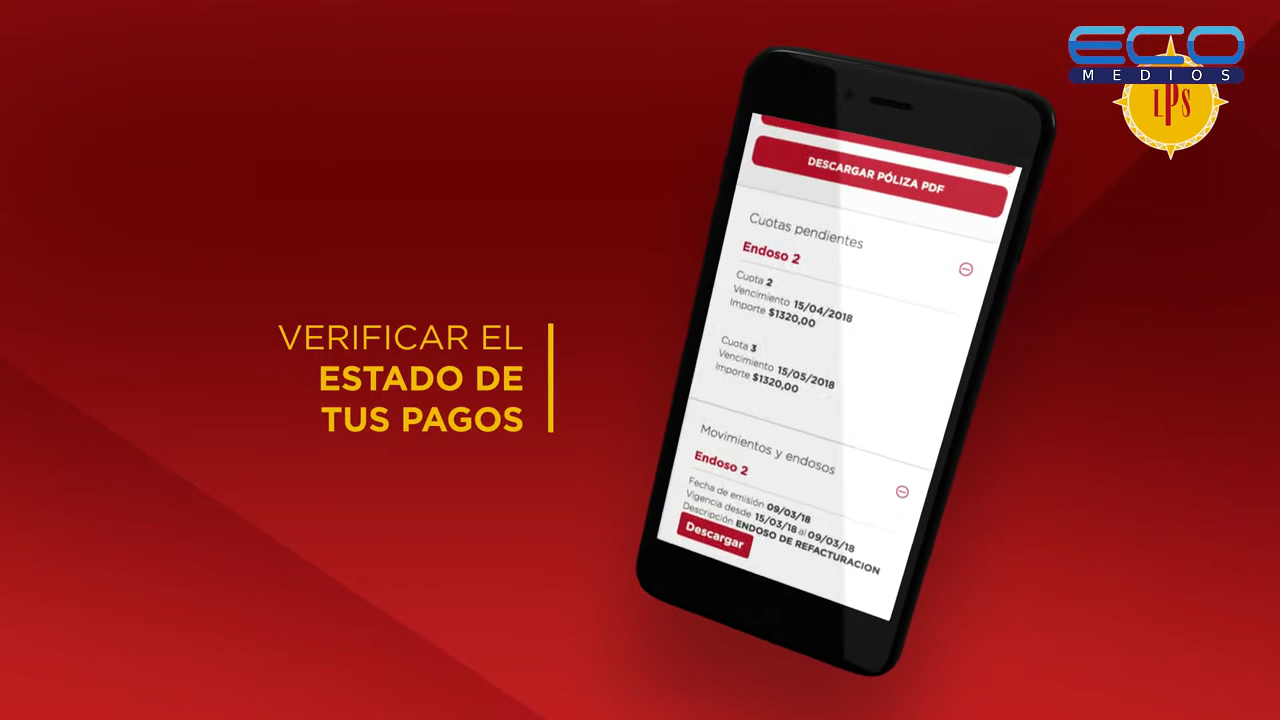 ECO
MEDIOS
LPS
VERIFICAR EL
ESTADO DE
TUS PAGOS
DESCARGAR PÓLIZA PDF
Cuotas pendientes
Endoso 2
Cuota 2
Vencimiento 15/04/2018
Importe $1320,00
Cuota 3
Vencimiento 15/05/2018
Importe $1320,00
Movimientos y endosos
Endoso 2
Fecha de emisión 09/03/18
Vigencia desde 15/03/18 al 09/03/18
Descripción ENDOSO DE REFACTURACION
Descargar